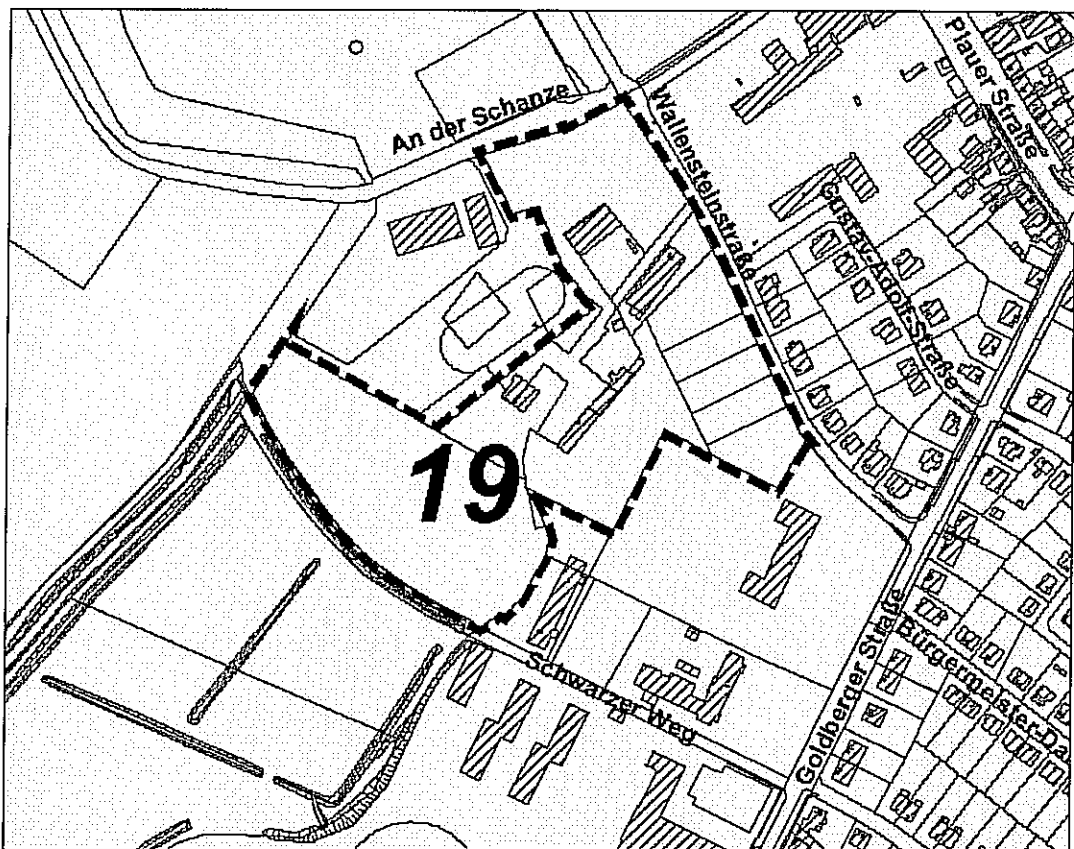 An der Schanze
Wallensteinstraße
Plauer Straße
Gustav-Adolf-Straße
19
Schwarzer Weg
Goldberger Straße
Bürgermeister-Da